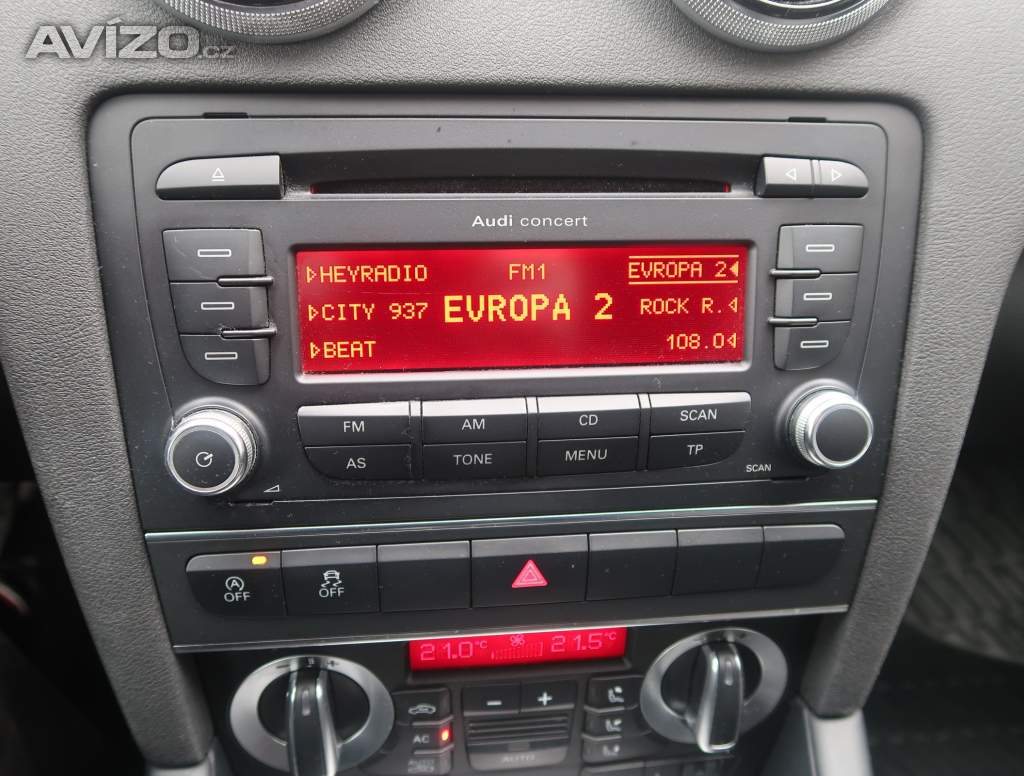 AVÍZO.cz
Audi concert
HEYRADIO FM1 EVROPA 2
CITY 937 EVROPA 2 ROCK R.
BEAT 108.0
FM AM CD SCAN
AS TONE MENU TP
SCAN
A OFF OFF
21.0°C 21.5°C
AC
AUTO